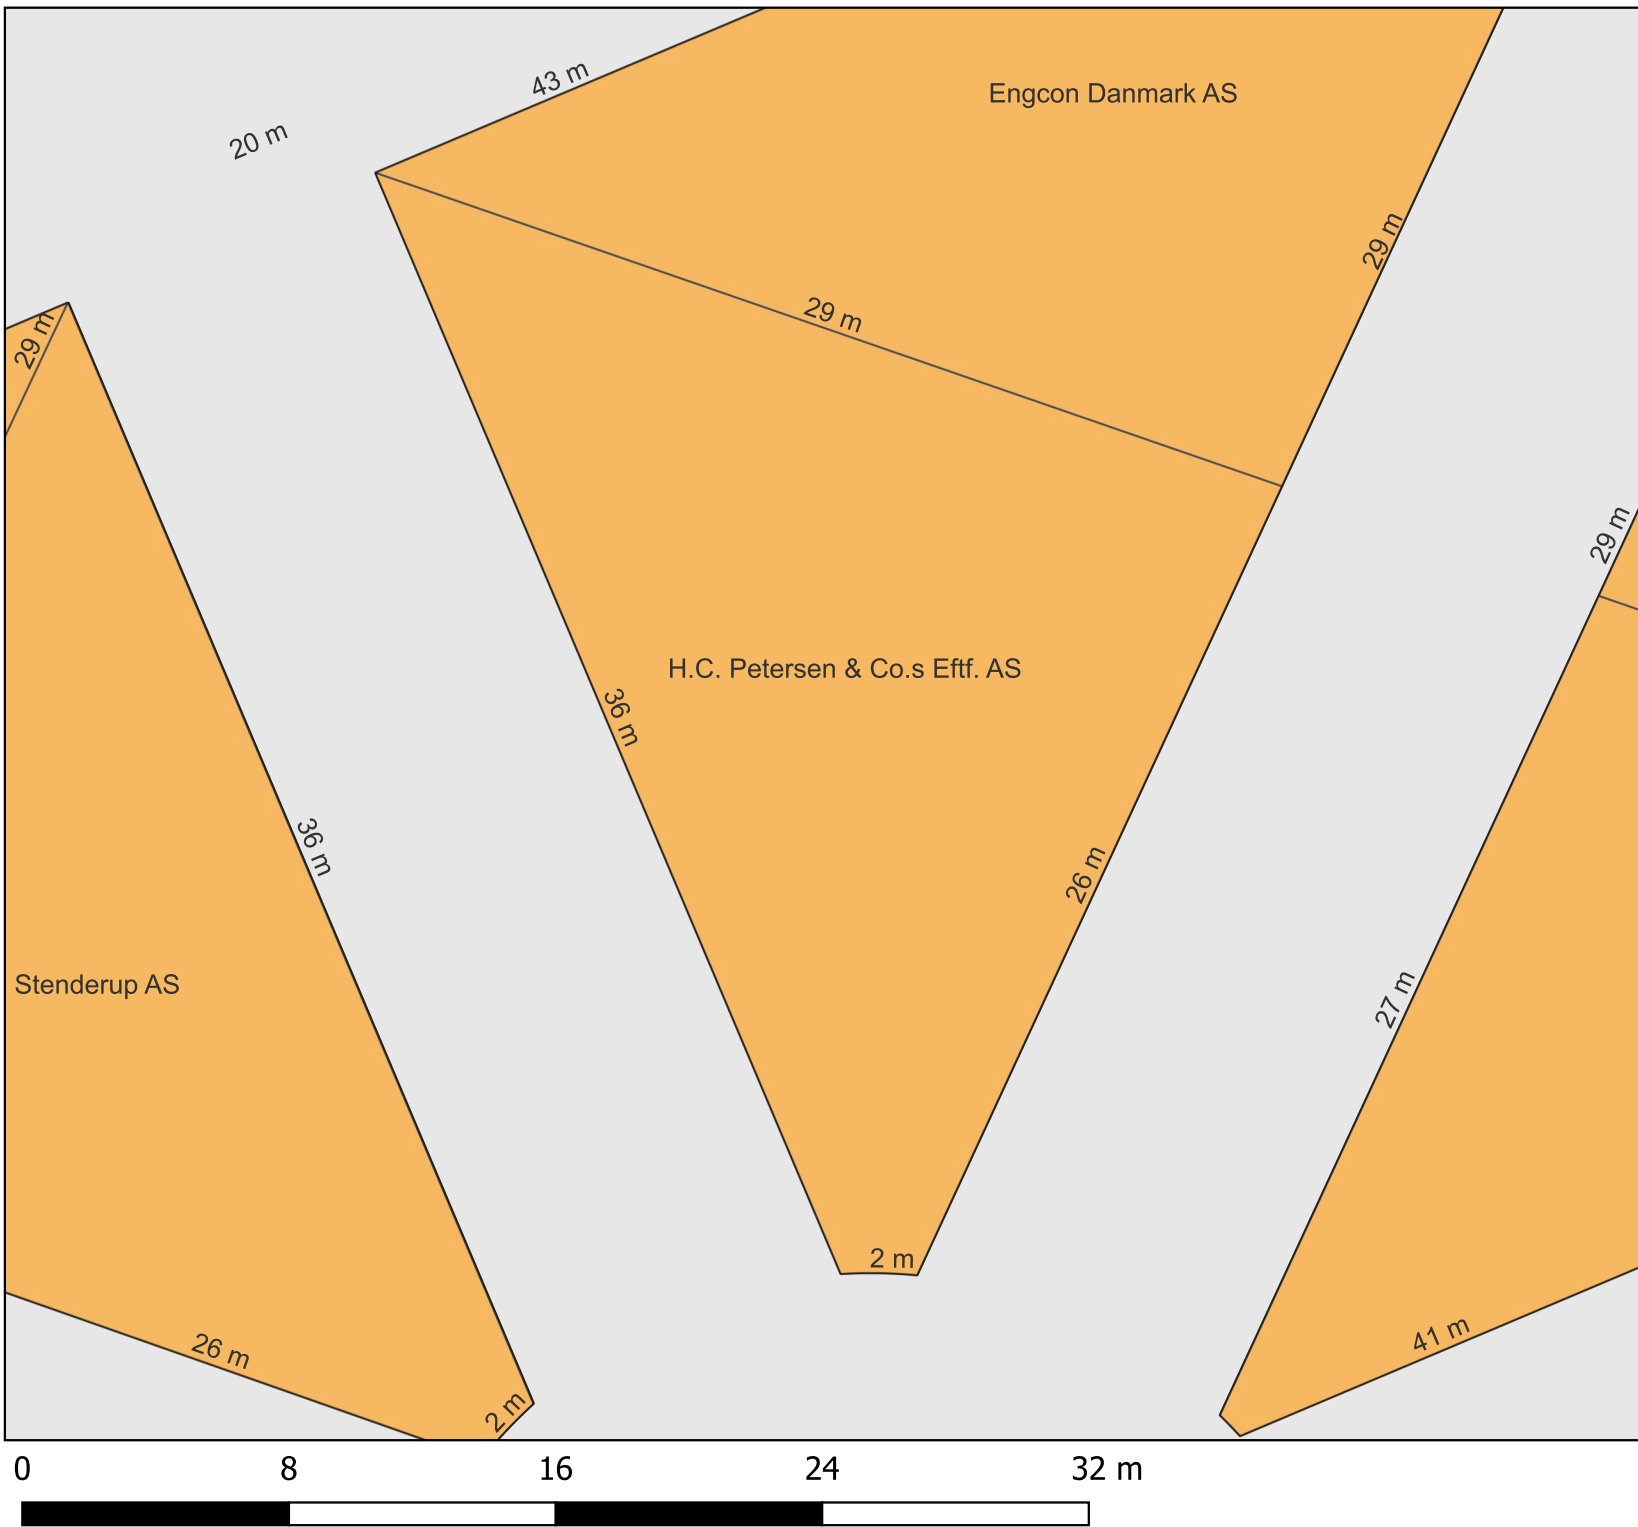 43 m
Engcon Danmark AS
20 m
29 m
29 m
29 m
29 m
H.C. Petersen & Co.s Eftf. AS
36 m
36 m
26 m
Stenderup AS
27 m
2 m
41 m
26 m
2 m
0 8 16 24 32 m